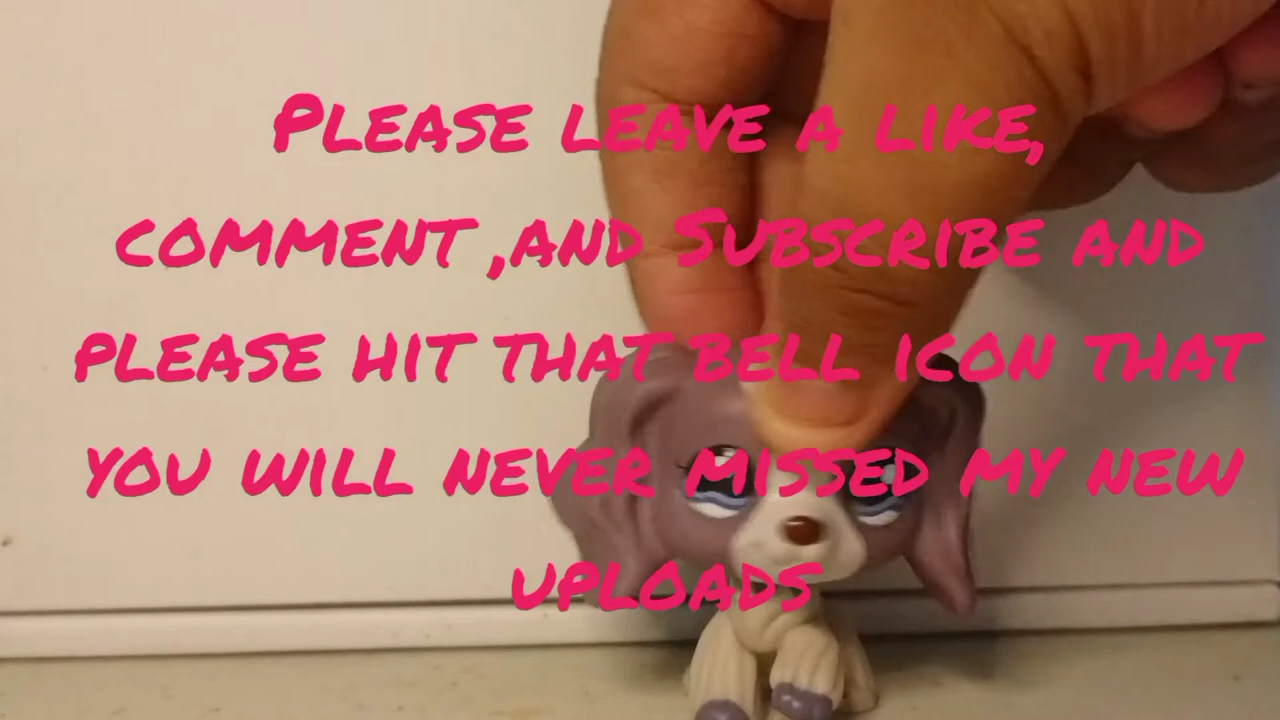 Please leave a like,
comment ,and Subscribe and
please hit that bell icon that
you will never missed my new
uploads